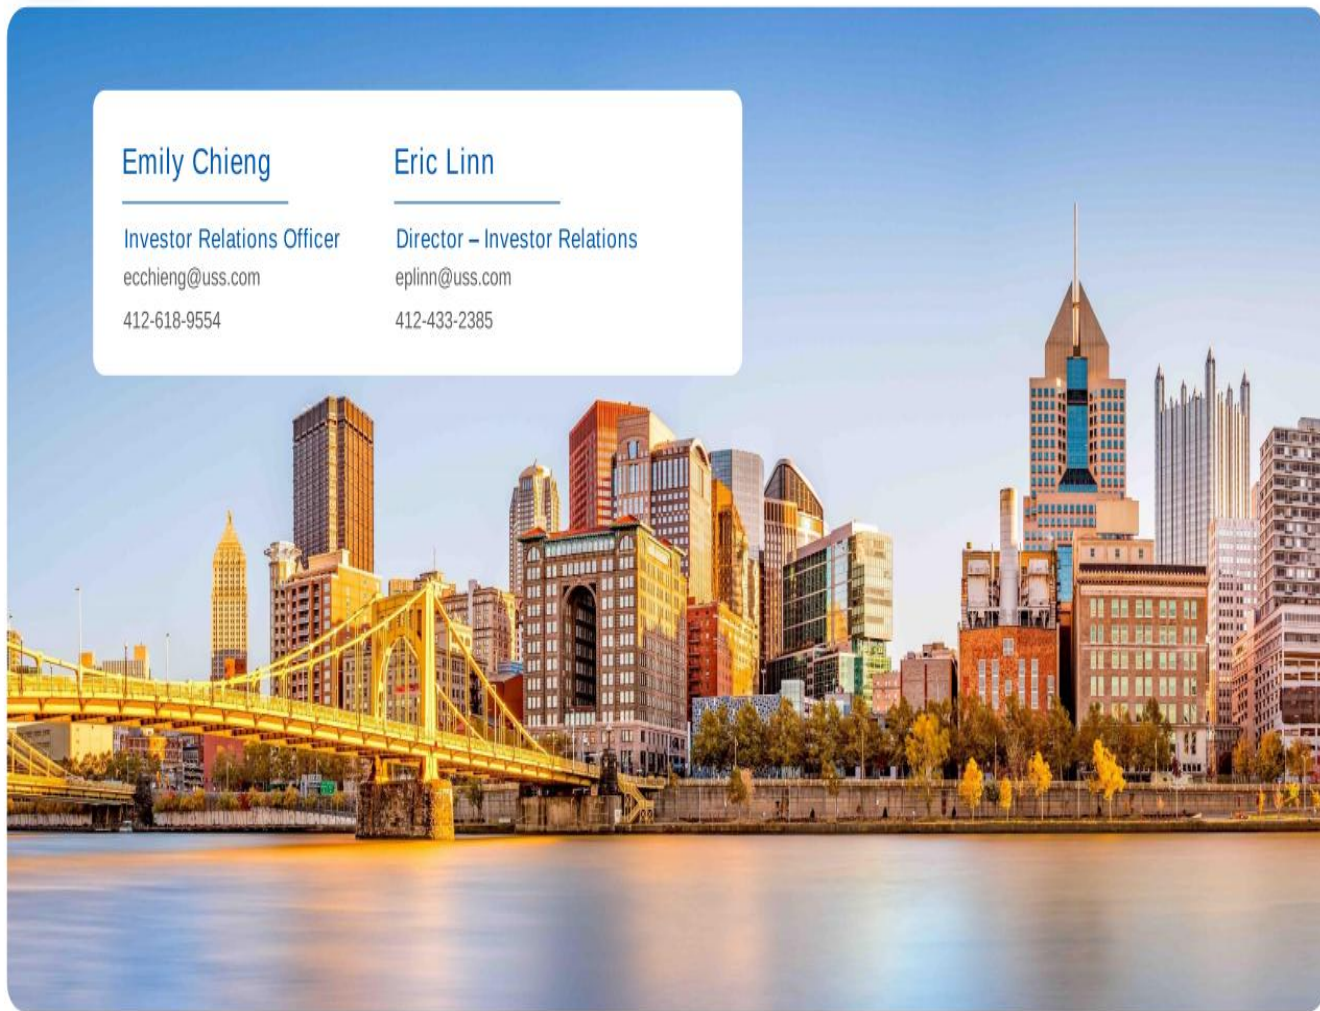 Emily Chieng
Investor Relations Officer
ecchieng@uss.com
412-618-9554
Eric Linn
Director – Investor Relations
eplinn@uss.com
412-433-2385